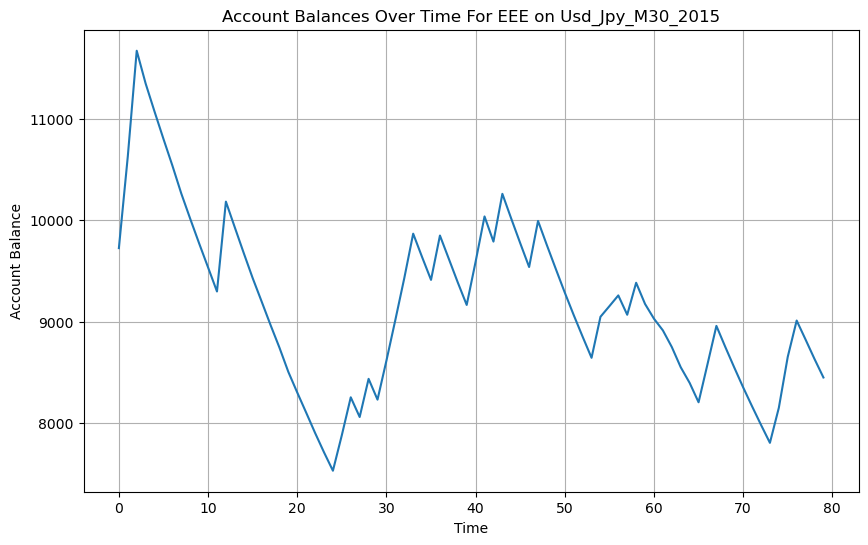 Account Balances Over Time For EEE on Usd_Jpy_M30_2015
11000
10000
9000
8000
Account Balance
0 10 20 30 40 50 60 70 80
Time